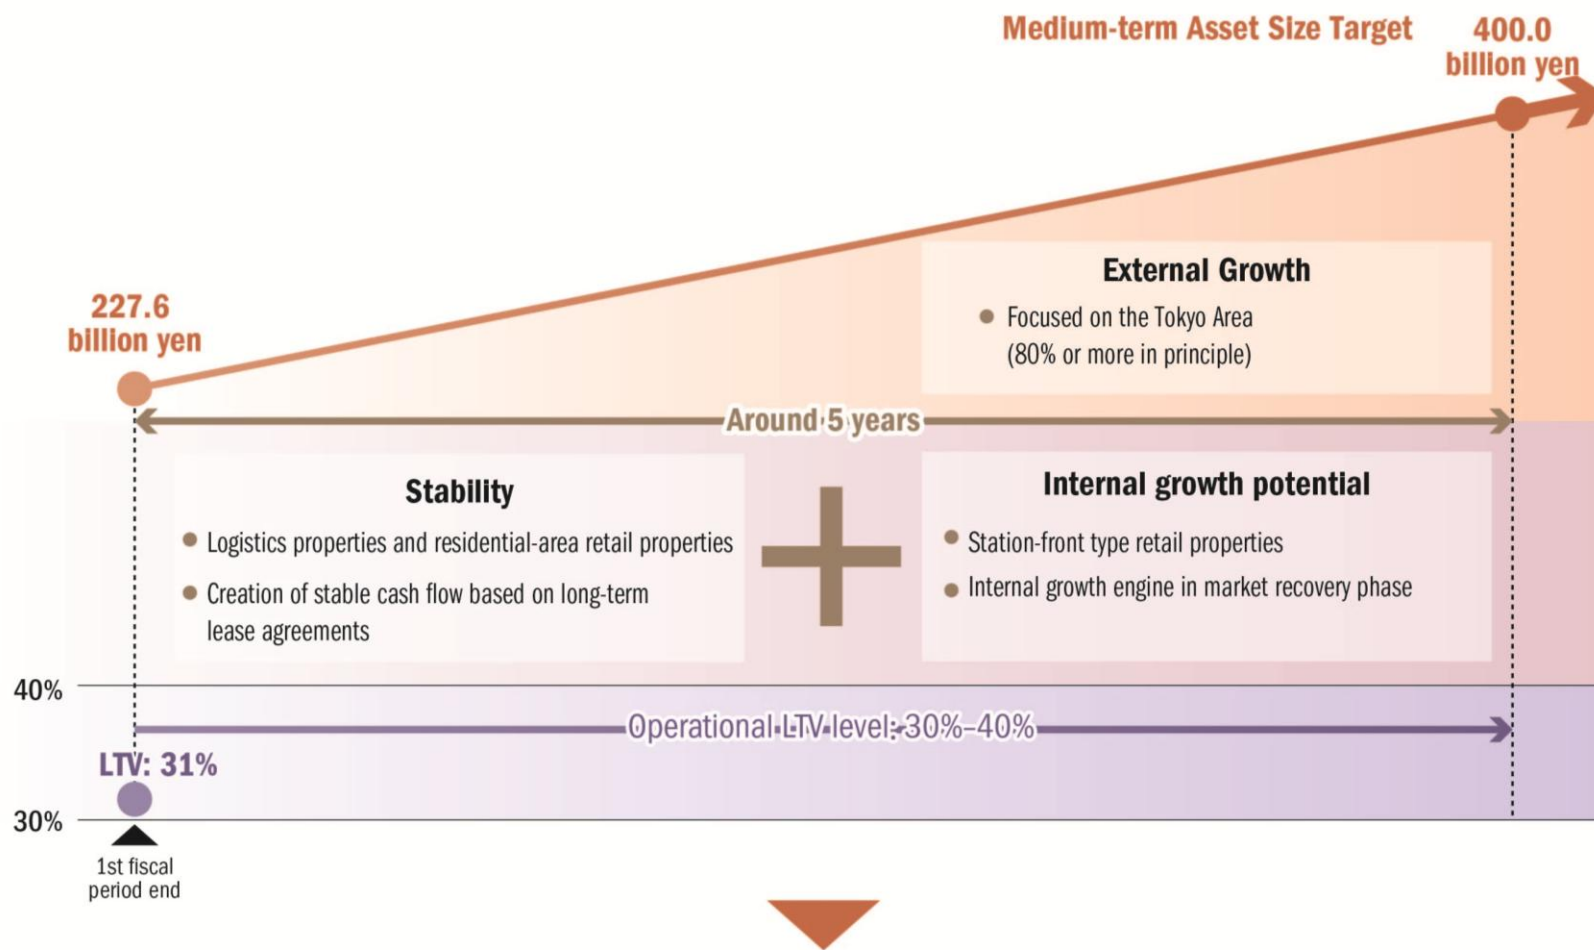 Medium-term Asset Size Target
400.0
billion yen
227.6
billion yen
External Growth
Focused on the Tokyo Area
(80% or more in principle)
Around 5 years
Stability
Logistics properties and residential-area retail properties
Creation of stable cash flow based on long-term
lease agreements
Internal growth potential
Station-front type retail properties
Internal growth engine in market recovery phase
40%
Operational LTV level: 30%–40%
LTV: 31%
30%
1st fiscal
period end